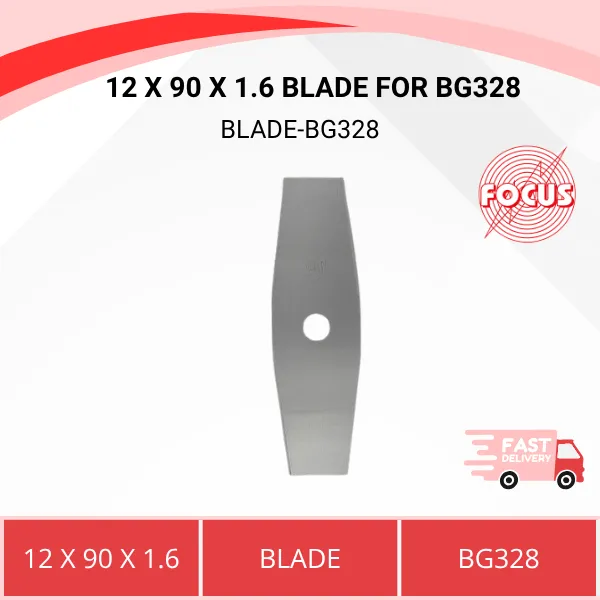 12 X 90 X 1.6 BLADE FOR BG328
BLADE-BG328
FOCUS
FAST
DELIVERY
12 X 90 X 1.6
BLADE
BG328